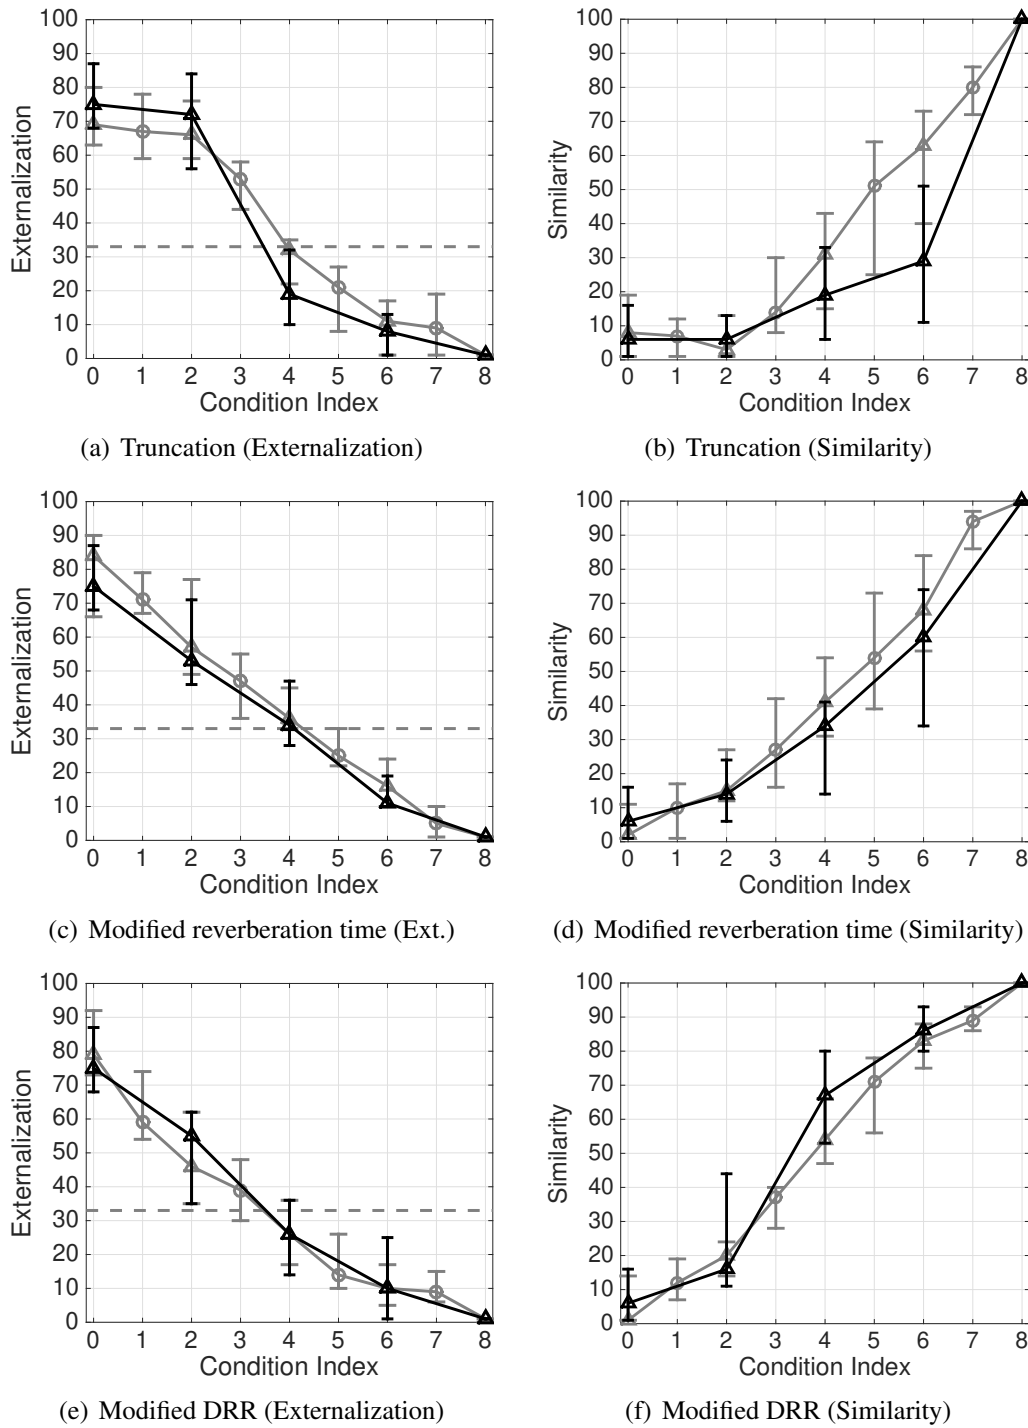 100
90
80
70
60
50
40
30
20
10
0
Externalization
0 1 2 3 4 5 6 7 8
Condition Index
(a) Truncation (Externalization)
100
90
80
70
60
50
40
30
20
10
0
Similarity
0 1 2 3 4 5 6 7 8
Condition Index
(b) Truncation (Similarity)
100
90
80
70
60
50
40
30
20
10
0
Externalization
0 1 2 3 4 5 6 7 8
Condition Index
(c) Modified reverberation time (Ext.)
100
90
80
70
60
50
40
30
20
10
0
Similarity
0 1 2 3 4 5 6 7 8
Condition Index
(d) Modified reverberation time (Similarity)
100
90
80
70
60
50
40
30
20
10
0
Externalization
0 1 2 3 4 5 6 7 8
Condition Index
(e) Modified DRR (Externalization)
100
90
80
70
60
50
40
30
20
10
0
Similarity
0 1 2 3 4 5 6 7 8
Condition Index
(f) Modified DRR (Similarity)